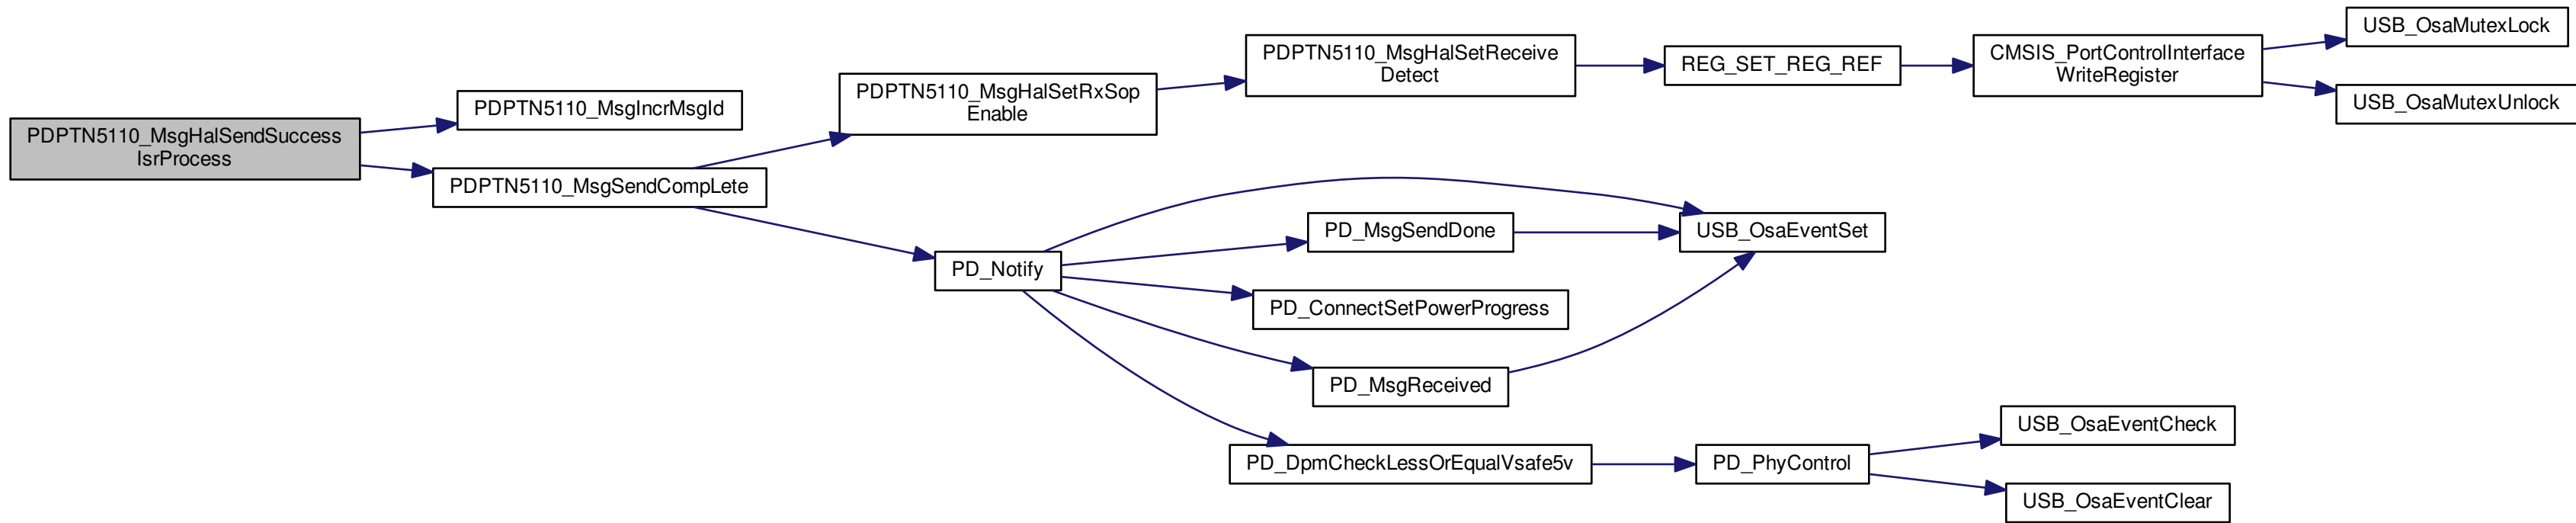 PDPTN5110_MsgHalSendSuccess
IsrProcess
PDPTN5110_MsgIncrMsgId
PDPTN5110_MsgSendCompLete
PDPTN5110_MsgHalSetRxSop
Enable
PD_Notify
PDPTN5110_MsgHalSetReceive
Detect
PD_MsgSendDone
PD_ConnectSetPowerProgress
PD_MsgReceived
PD_DpmCheckLessOrEqualVsafe5v
REG_SET_REG_REF
USB_OsaEventSet
PD_PhyControl
CMSIS_PortControlInterface
WriteRegister
USB_OsaEventCheck
USB_OsaEventClear
USB_OsaMutexLock
USB_OsaMutexUnlock